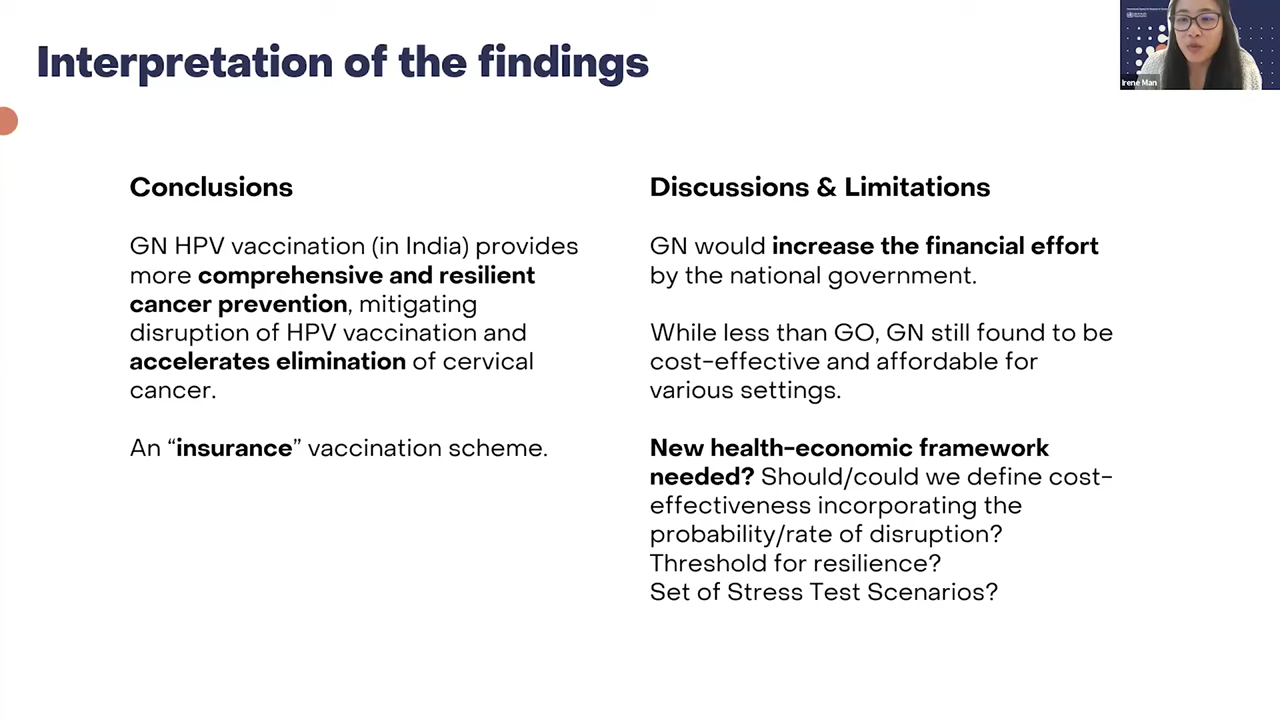 Interpretation of the findings
Irene Man
Conclusions
GN HPV vaccination (in India) provides
more comprehensive and resilient
cancer prevention, mitigating
disruption of HPV vaccination and
accelerates elimination of cervical
cancer.
An “insurance” vaccination scheme.
Discussions & Limitations
GN would increase the financial effort
by the national government.
While less than GO, GN still found to be
cost-effective and affordable for
various settings.
New health-economic framework
needed? Should/could we define cost-
effectiveness incorporating the
probability/rate of disruption?
Threshold for resilience?
Set of Stress Test Scenarios?